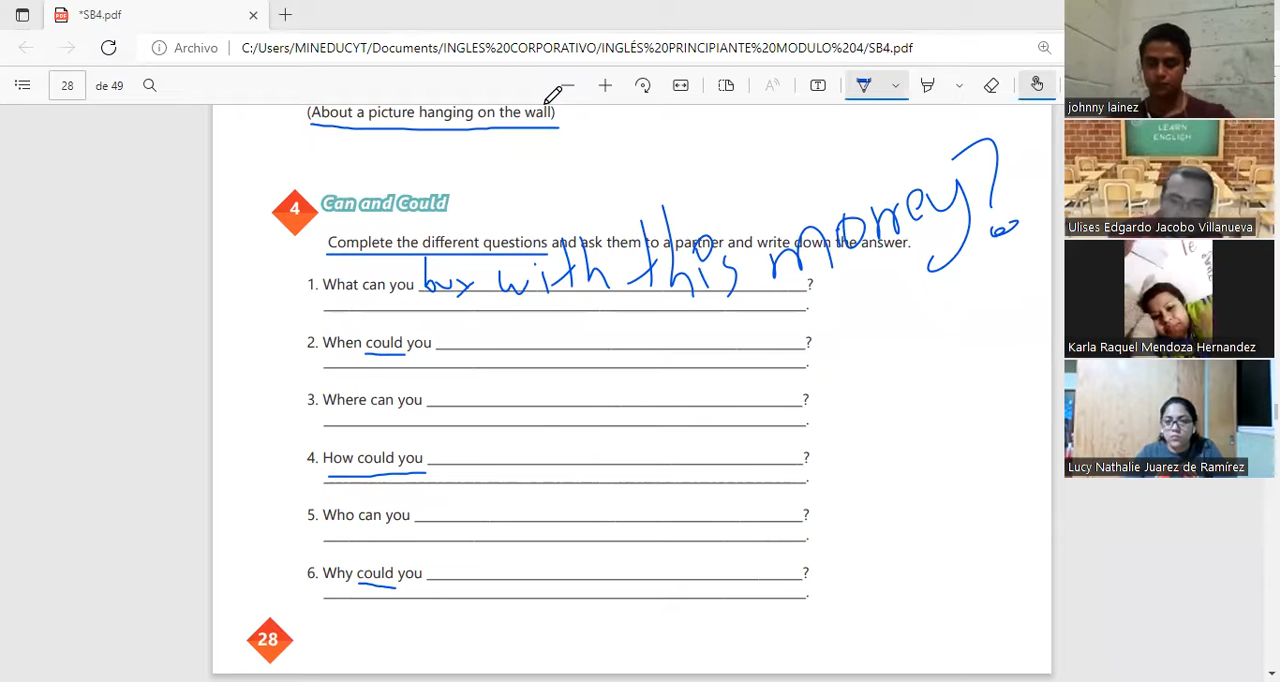 *SB4.pdf
Archivo
C:/Users/MINEDUCYT/Documents/INGLES%20CORPORATIVO/INGLÉS%20PRINCIPIANTE%20MODULO%204/SB4.pdf
28 de 49
(About a picture hanging on the wall)
4 Can and Could
Complete the different questions and ask them to a partner and write down the answer.
1. What can you buy with this money? ?
.
2. When could you ?
.
3. Where can you ?
.
4. How could you ?
.
5. Who can you ?
.
6. Why could you ?
.
28
johnny lainez
LEARN
ENGLISH
Ulises Edgardo Jacobo Villanueva
Karla Raquel Mendoza Hernandez
Lucy Nathalie Juarez de Ramírez